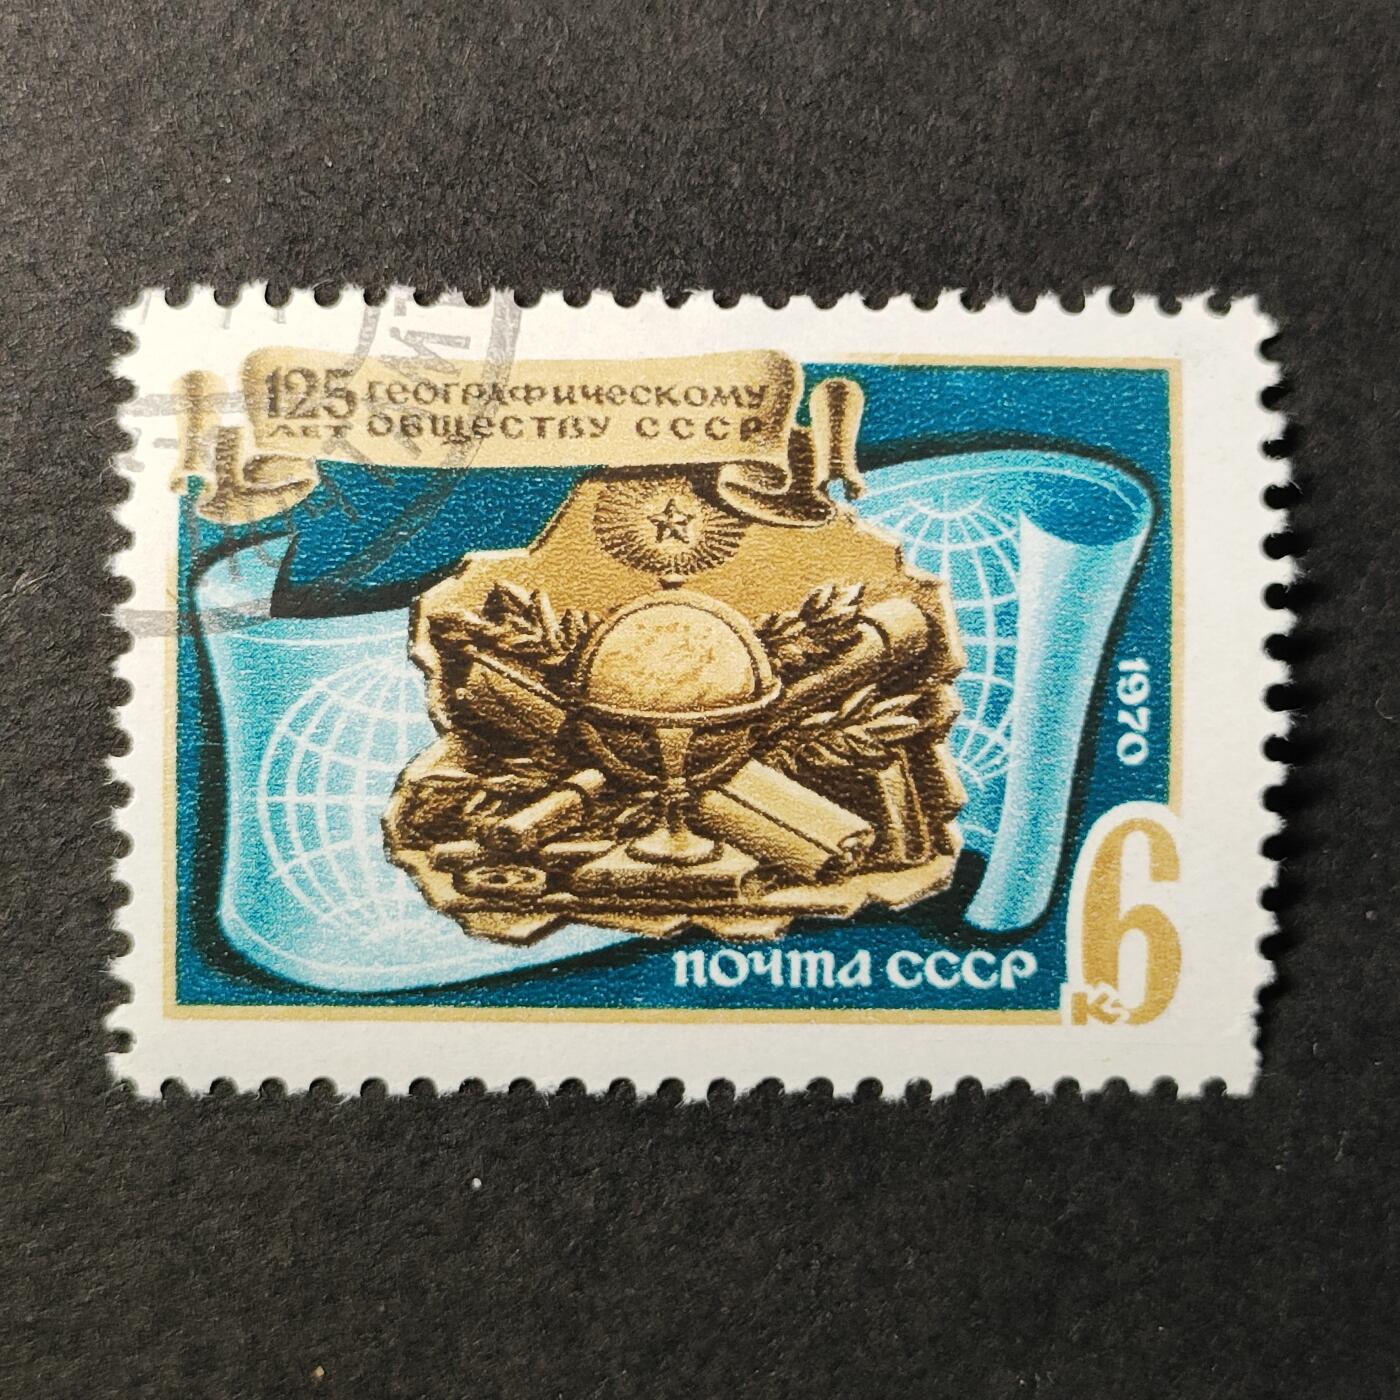 125 ГЕОГРАФИЧЕСКОМУ
ЛЕТ ОБЩЕСТВУ СССР
1970
ПОЧТА СССР
6
К